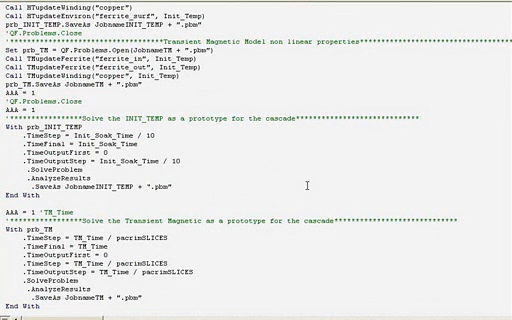 Call HTupdateWinding("copper")
Call HTupdateEnviron("ferrite_surf", Init_Temp)
prb_INIT_TEMP.SaveAs JobnameINIT_TEMP + ".pbm"
'QF.Problems.Close
'*********************************Transient Magnetic Model non linear properties*********************************
Set prb_TM = QF.Problems.Open(JobnameTM + ".pbm")
Call TMupdateFerrite("ferrite_in", Init_Temp)
Call TMupdateFerrite("ferrite_out", Init_Temp)
Call TMupdateWinding("copper", Init_Temp)
prb_TM.SaveAs JobnameTM + ".pbm"
AAA = 1
'QF.Problems.Close
AAA = 1
'****************Solve the INIT_TEMP as a prototype for the cascade***************************
With prb_INIT_TEMP
.TimeStep = Init_Soak_Time / 10
.TimeFinal = Init_Soak_Time
.TimeOutputFirst = 0
.TimeOutputStep = Init_Soak_Time / 10
.SolveProblem
.AnalyzeResults
.SaveAs JobnameINIT_TEMP + ".pbm"
End With
AAA = 1 'TM_Time
'****************Solve the Transient Magnetic as a prototype for the cascade***************************
With prb_TM
.TimeStep = TM_Time / pacrimSLICES
.TimeFinal = TM_Time
.TimeOutputFirst = 0
.TimeStep = TM_Time / pacrimSLICES
.TimeOutputStep = TM_Time / pacrimSLICES
.SolveProblem
.AnalyzeResults
.SaveAs JobnameTM + ".pbm"
End With